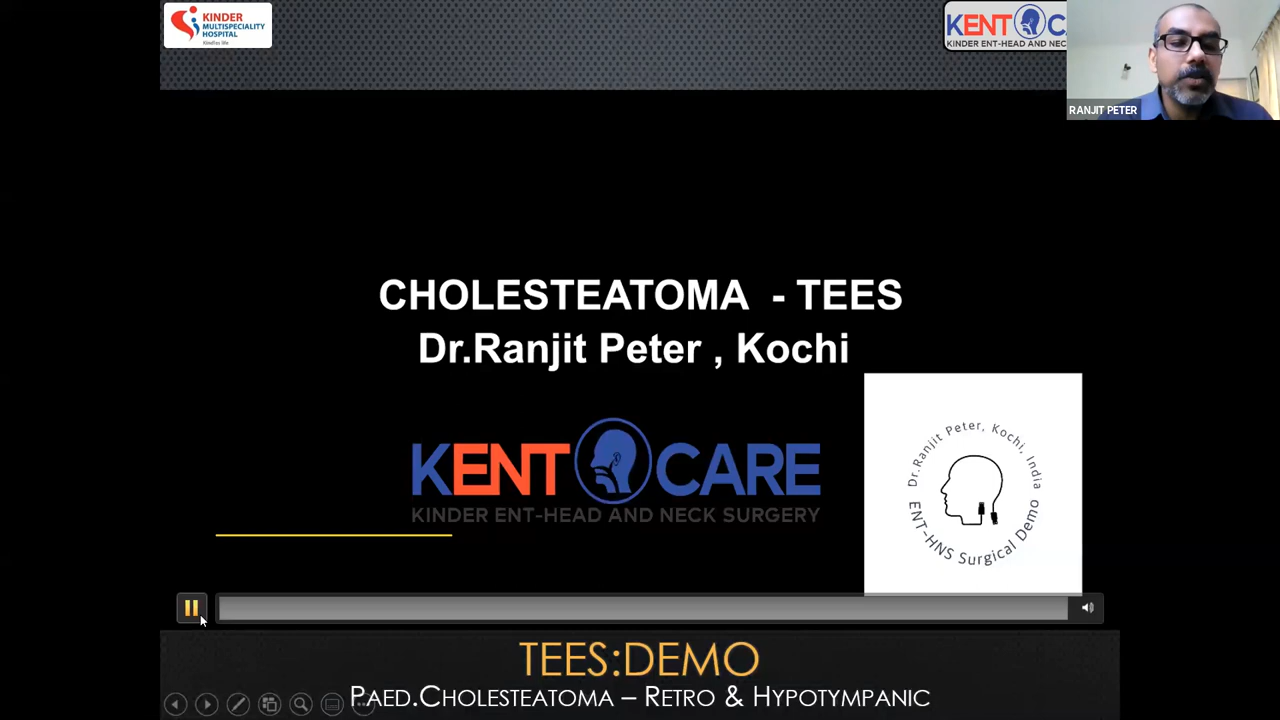 KINDER
MULTISPECIALITY
HOSPITAL
Kindles life
KENT C
KINDER ENT-HEAD AND NEC
RANJIT PETER
CHOLESTEATOMA - TEES
Dr.Ranjit Peter , Kochi
KENT CARE
KINDER ENT-HEAD AND NECK SURGERY
Dr.Ranjit Peter, Kochi, India
ENT-HNS Surgical Demo
TEES:DEMO
PAED.CHOLESTEATOMA – RETRO & HYPOTYMPANIC